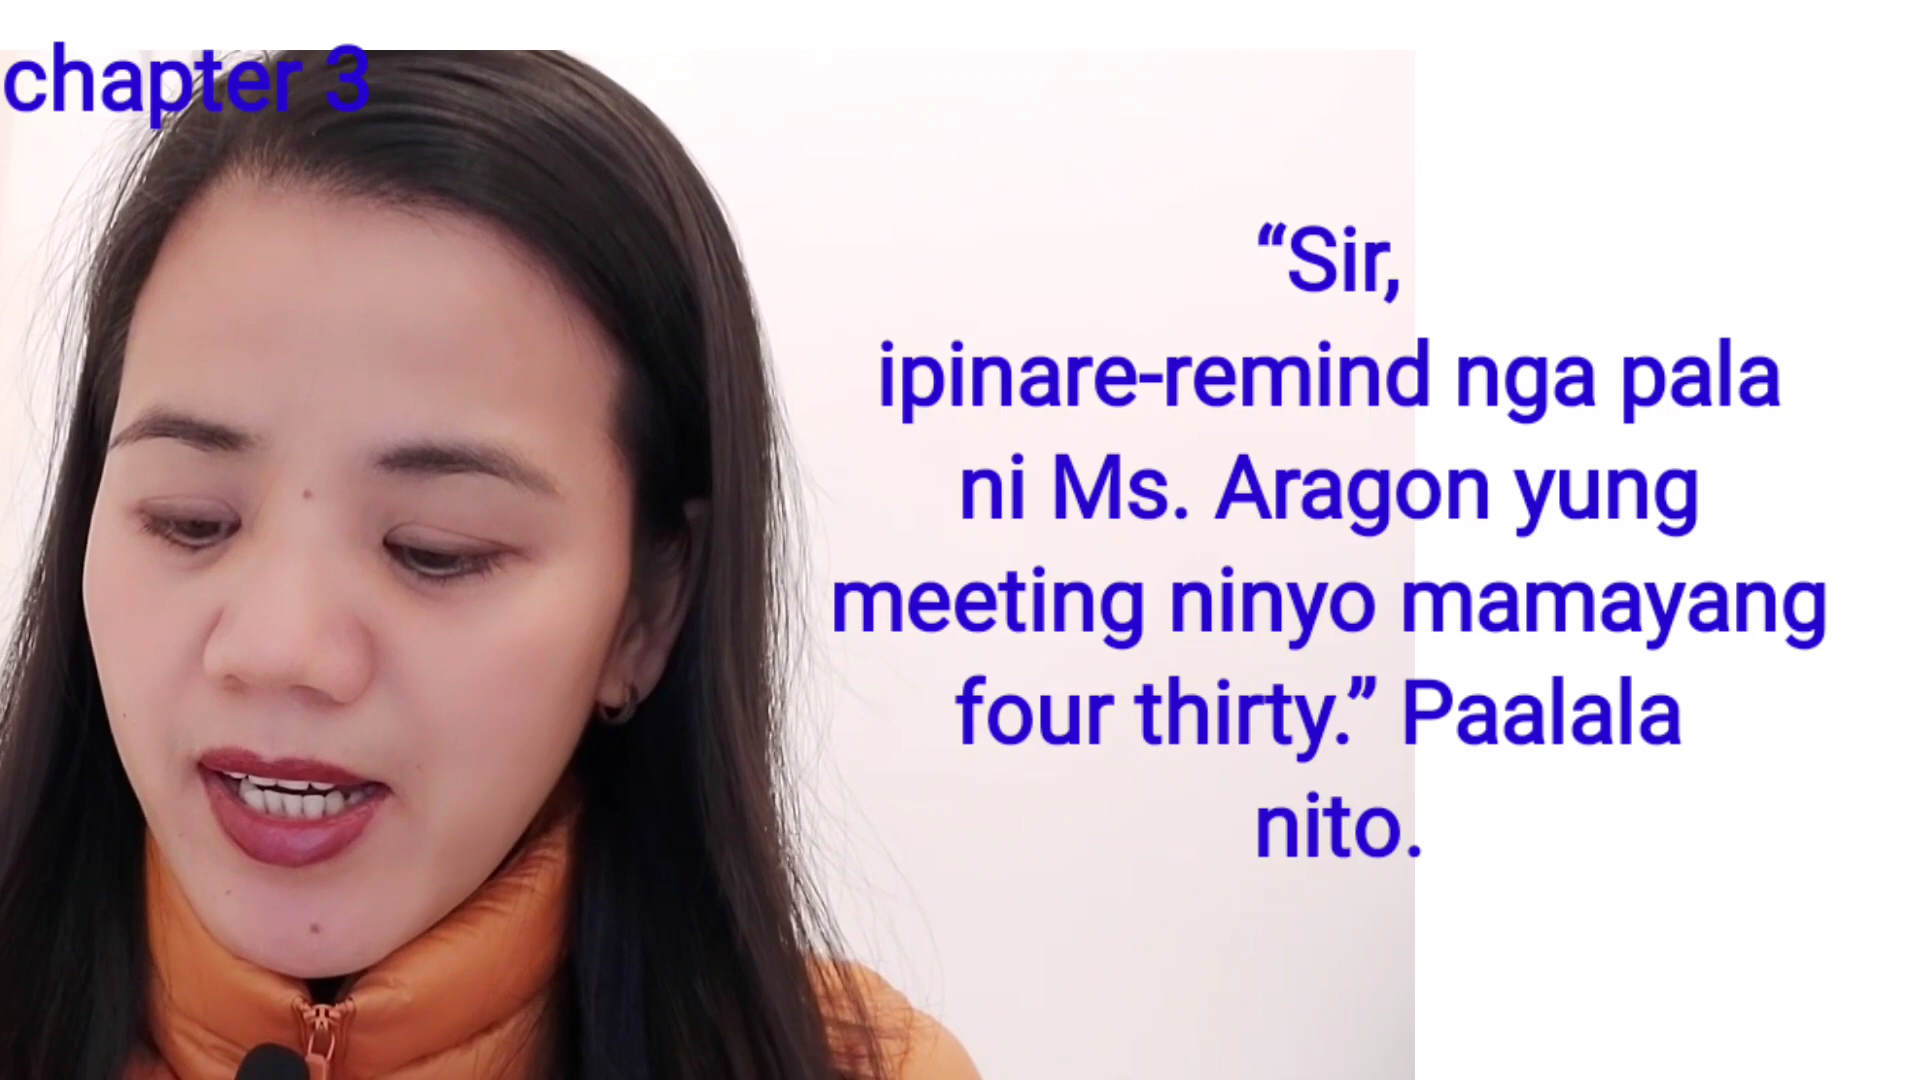 chapter 3
“Sir,
ipinare-remind nga pala
ni Ms. Aragon yung
meeting ninyo mamayang
four thirty.” Paalala
nito.